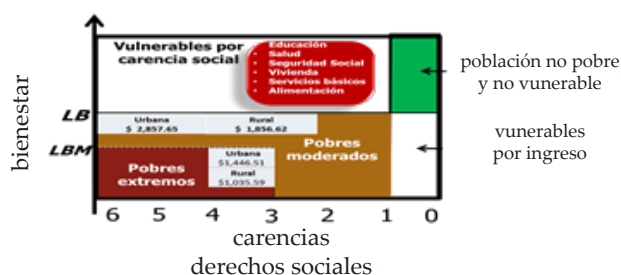 bienestar
LB
LBM
Vulnerables por
carencia social
• Educación
• Salud
• Seguridad Social
• Vivienda
• Servicios básicos
• Alimentación
población no pobre
y no vunerable
Urbana
$ 2,857.65
Rural
$ 1,856.62
vunerables
por ingreso
Pobres
moderados
Pobres
extremos
Urbana
$1,446.51
Rural
$1,035.59
6 5 4 3 2 1 0
carencias
derechos sociales